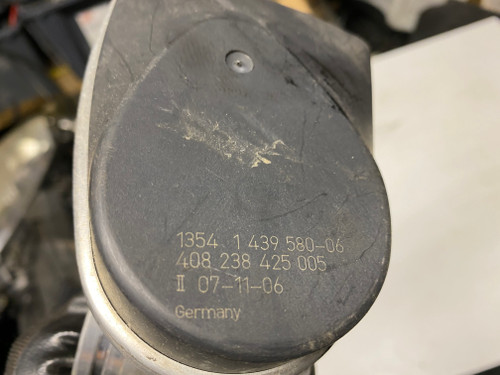 1354 1 439 580-06
408 238 425 005
II 07-11-06
Germany